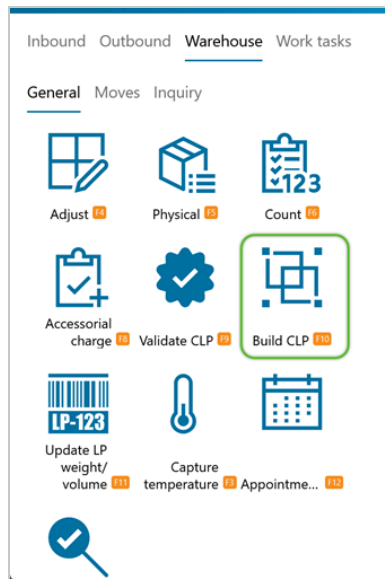 Inbound Outbound Warehouse Work tasks
General Moves Inquiry
123
Adjust F4 Physical F5 Count F6
Accessorial
charge F8 Validate CLP F9 Build CLP F10
LP-123
Update LP
weight/ Capture
volume F11 temperature F3 Appointme... F12